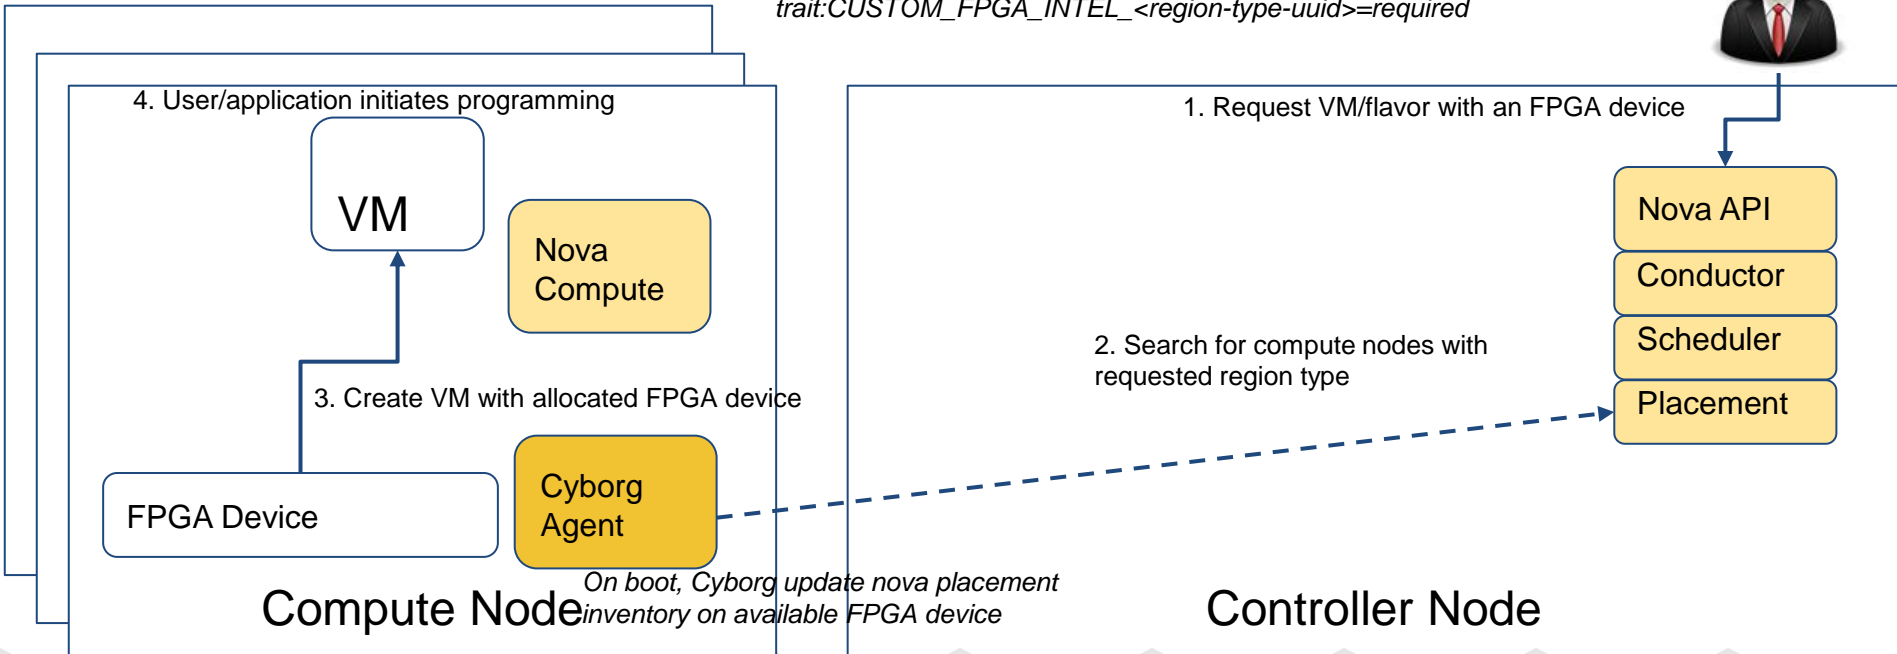 trait:CUSTOM_FPGA_INTEL_<region-type-uuid>=required
4. User/application initiates programming
1. Request VM/flavor with an FPGA device
VM
Nova
Compute
Nova API
Conductor
Scheduler
Placement
2. Search for compute nodes with
requested region type
3. Create VM with allocated FPGA device
FPGA Device
Cyborg
Agent
On boot, Cyborg update nova placement
inventory on available FPGA device
Compute Node
Controller Node